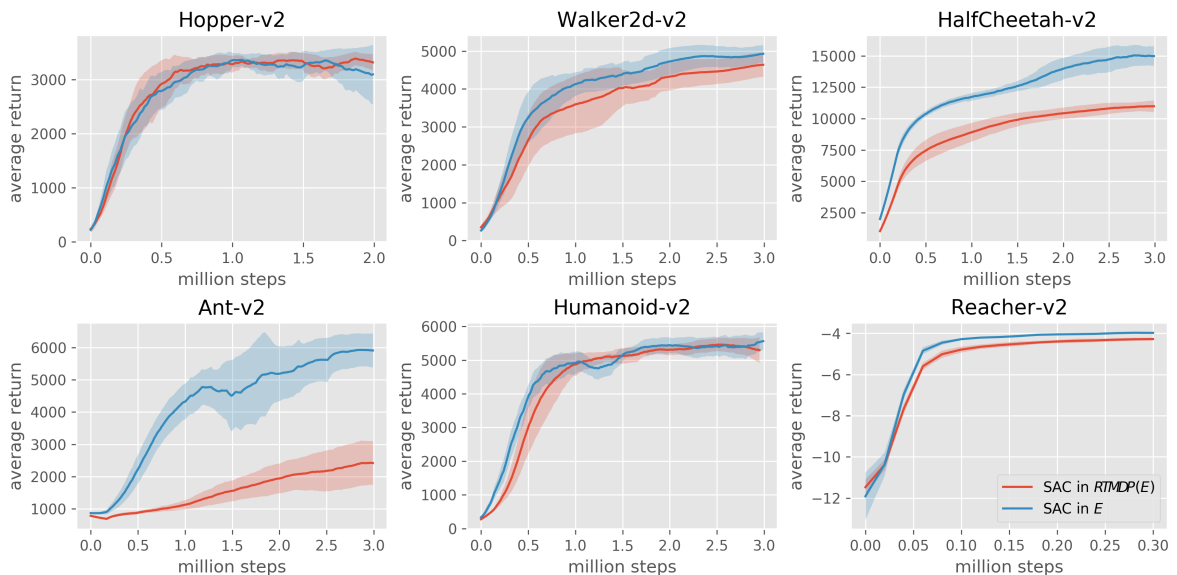 Hopper-v2
average return
3000
2000
1000
0
0.0 0.5 1.0 1.5 2.0
million steps
Walker2d-v2
average return
5000
4000
3000
2000
1000
0
0.0 0.5 1.0 1.5 2.0 2.5 3.0
million steps
HalfCheetah-v2
average return
15000
12500
10000
7500
5000
2500
0.0 0.5 1.0 1.5 2.0 2.5 3.0
million steps
Ant-v2
average return
6000
5000
4000
3000
2000
1000
0.0 0.5 1.0 1.5 2.0 2.5 3.0
million steps
Humanoid-v2
average return
6000
5000
4000
3000
2000
1000
0
0.0 0.5 1.0 1.5 2.0 2.5 3.0
million steps
Reacher-v2
average return
−4
−6
−8
−10
−12
SAC in RTMDP(E)
SAC in E
0.00 0.05 0.10 0.15 0.20 0.25 0.30
million steps